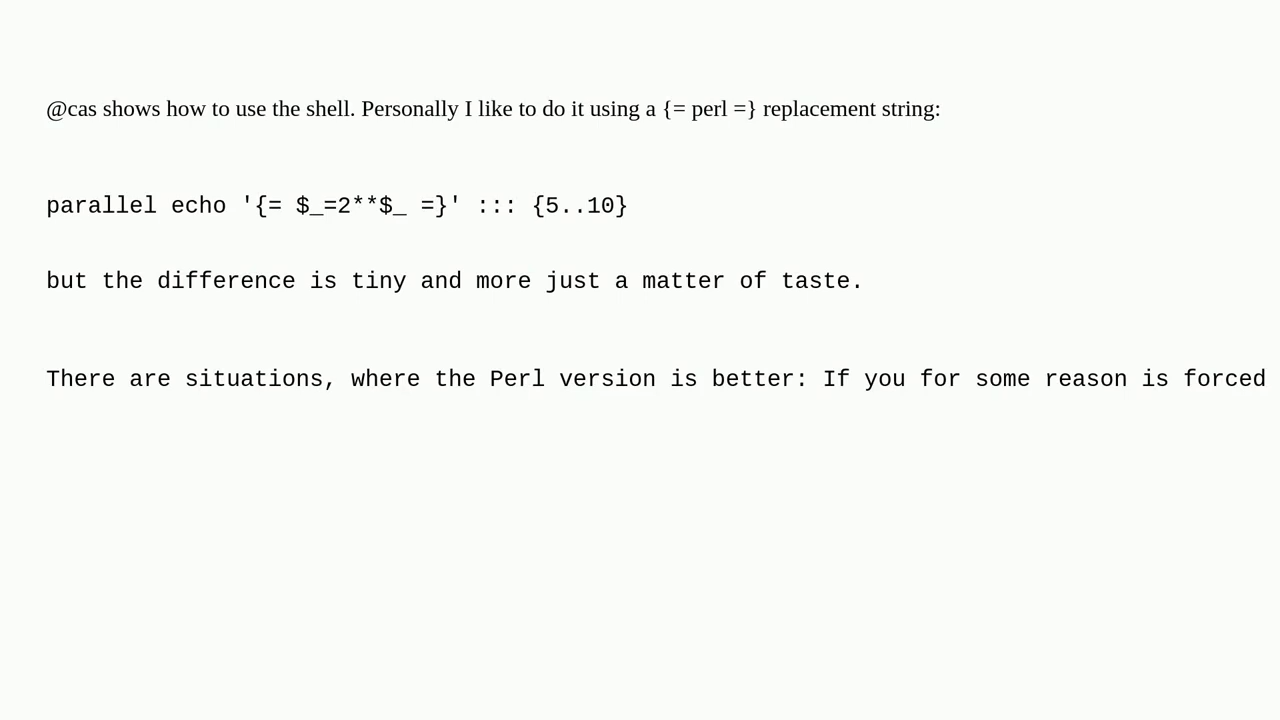 @cas shows how to use the shell. Personally I like to do it using a {= perl =} replacement string:
parallel echo '{= $_=2**$_ =}' ::: {5..10}
but the difference is tiny and more just a matter of taste.
There are situations, where the Perl version is better: If you for some reason is forced